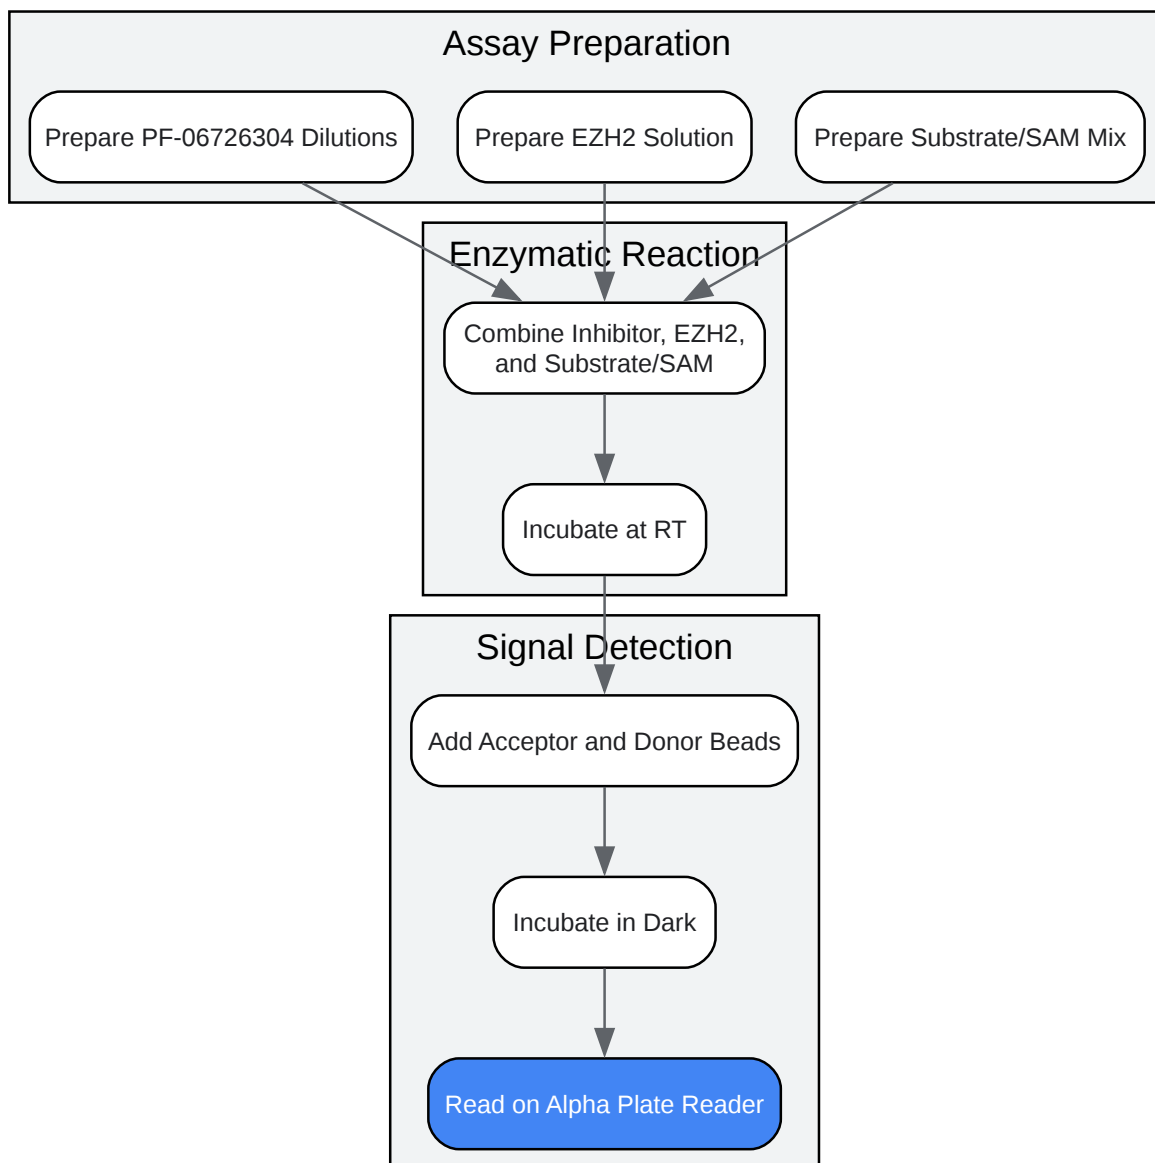 Assay Preparation
Prepare PF-06726304 Dilutions
Prepare EZH2 Solution
Prepare Substrate/SAM Mix
Enzymatic Reaction
Combine Inhibitor, EZH2,
and Substrate/SAM
Incubate at RT
Signal Detection
Add Acceptor and Donor Beads
Incubate in Dark
Read on Alpha Plate Reader